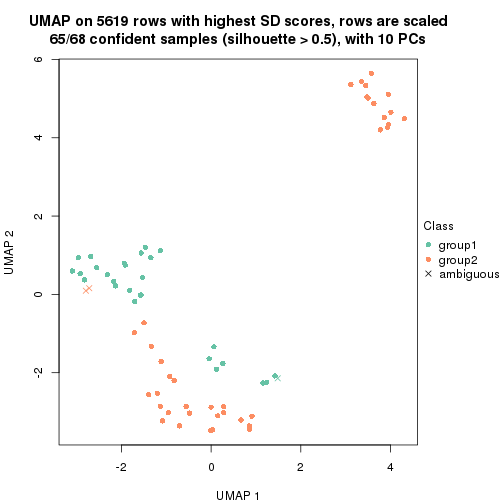 UMAP on 5619 rows with highest SD scores, rows are scaled
65/68 confident samples (silhouette > 0.5), with 10 PCs
6
4
2
0
-2
UMAP 2
-2
0
2
4
UMAP 1
Class
group1
group2
ambiguous